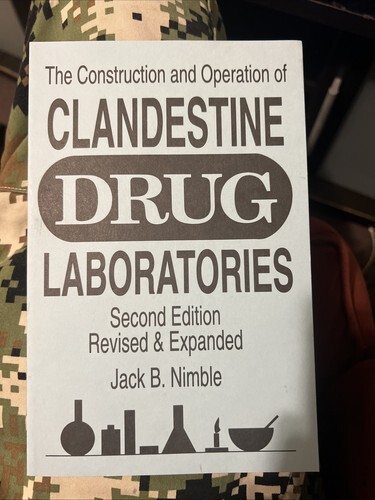 The Construction and Operation of
CLANDESTINE
DRUG
LABORATORIES
Second Edition
Revised & Expanded
Jack B. Nimble